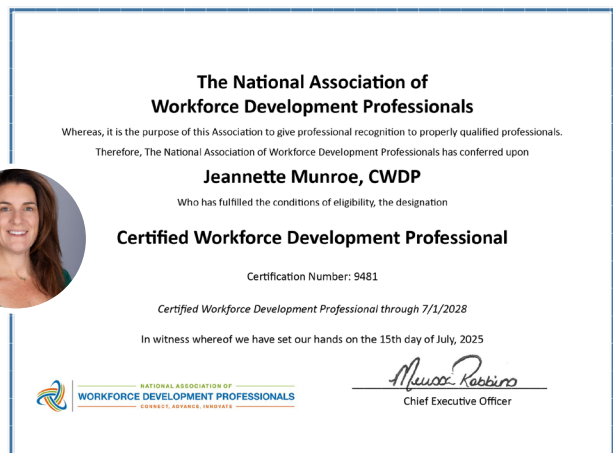 The National Association of
Workforce Development Professionals
Whereas, it is the purpose of this Association to give professional recognition to properly qualified professionals.
Therefore, The National Association of Workforce Development Professionals has conferred upon
Jeannette Munroe, CWDP
Who has fulfilled the conditions of eligibility, the designation
Certified Workforce Development Professional
Certification Number: 9481
Certified Workforce Development Professional through 7/1/2028
In witness whereof we have set our hands on the 15th day of July, 2025
NATIONAL ASSOCIATION OF
WORKFORCE DEVELOPMENT PROFESSIONALS
CONNECT, ADVANCE, INNOVATE
Chief Executive Officer